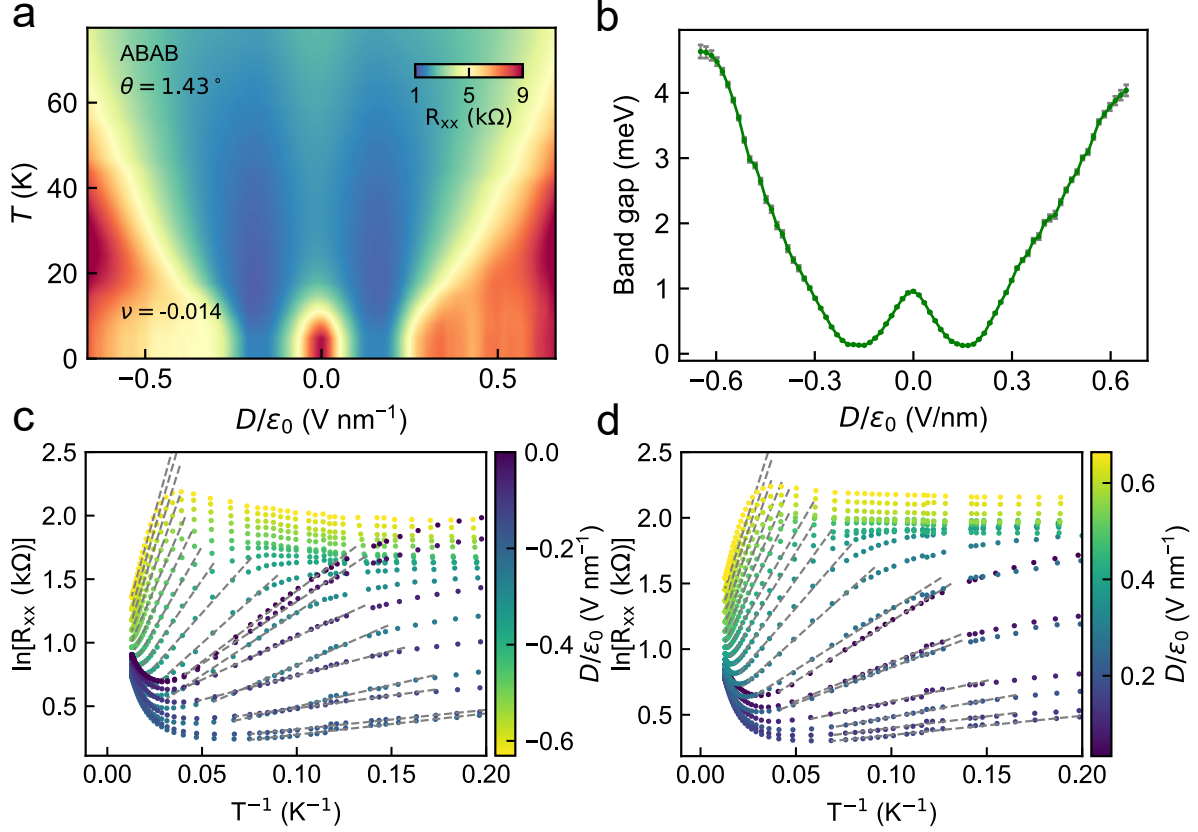 a
ABAB
θ = 1.43°
1 5 9
Rxx (kΩ)
ν = -0.014
0
20
40
60
T (K)
−0.5 0.0 0.5
D/ε0 (V nm−1)
b
4
3
2
1
0
Band gap (meV)
−0.6 −0.3 0.0 0.3 0.6
D/ε0 (V/nm)
c
2.5
2.0
1.5
1.0
0.5
ln[Rxx (kΩ)]
0.00 0.05 0.10 0.15 0.20
T−1 (K−1)
0.0
−0.2
−0.4
−0.6
D/ε0 (V nm−1)
d
2.5
2.0
1.5
1.0
0.5
ln[Rxx (kΩ)]
0.00 0.05 0.10 0.15 0.20
T−1 (K−1)
0.6
0.4
0.2
D/ε0 (V nm−1)